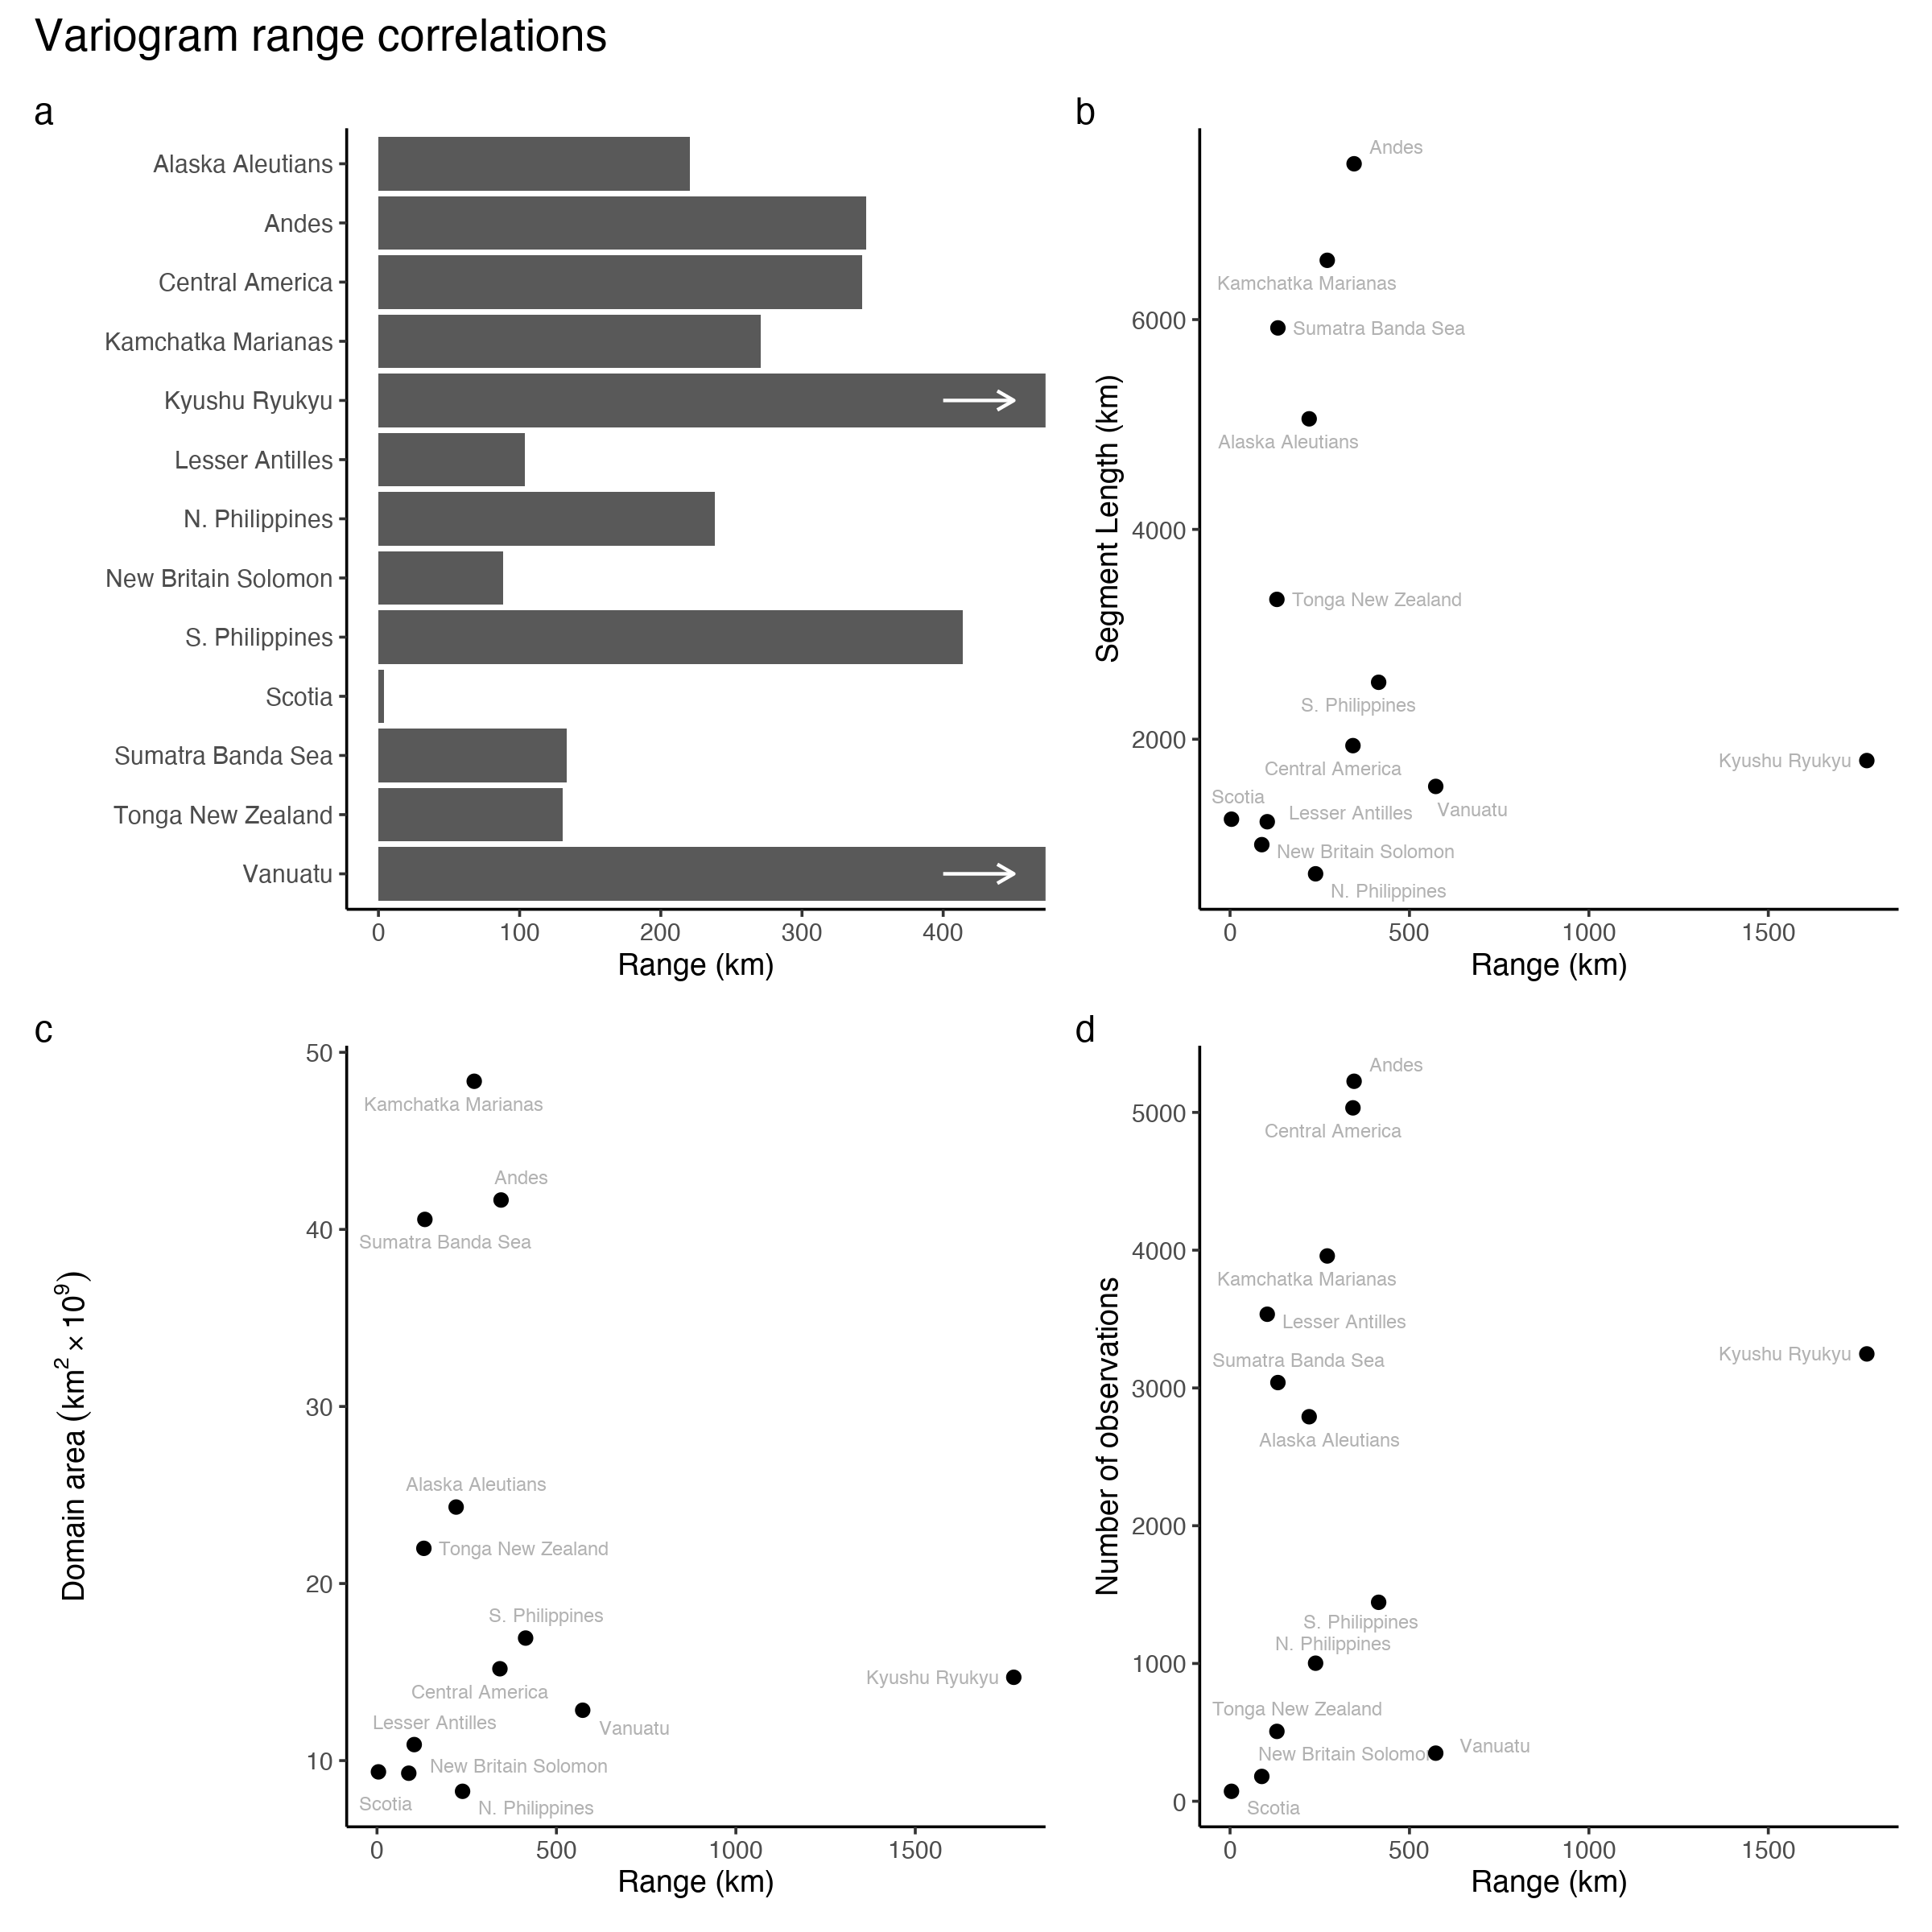 Variogram range correlations
a
Alaska Aleutians
Andes
Central America
Kamchatka Marianas
Kyushu Ryukyu
Lesser Antilles
N. Philippines
New Britain Solomon
S. Philippines
Scotia
Sumatra Banda Sea
Tonga New Zealand
Vanuatu
0 100 200 300 400
Range (km)
b
Segment Length (km)
6000
4000
2000
Andes
Kamchatka Marianas
Sumatra Banda Sea
Alaska Aleutians
Tonga New Zealand
S. Philippines
Central America
Kyushu Ryukyu
Scotia
Lesser Antilles
Vanuatu
New Britain Solomon
N. Philippines
0 500 1000 1500
Range (km)
c
Domain area (km² × 10⁹)
50
40
30
20
10
Kamchatka Marianas
Andes
Sumatra Banda Sea
Alaska Aleutians
Tonga New Zealand
S. Philippines
Kyushu Ryukyu
Central America
Lesser Antilles
Vanuatu
New Britain Solomon
Scotia
N. Philippines
0 500 1000 1500
Range (km)
d
Number of observations
5000
4000
3000
2000
1000
0
Andes
Central America
Kamchatka Marianas
Lesser Antilles
Kyushu Ryukyu
Sumatra Banda Sea
Alaska Aleutians
S. Philippines
N. Philippines
Tonga New Zealand
Vanuatu
New Britain Solomon
Scotia
0 500 1000 1500
Range (km)